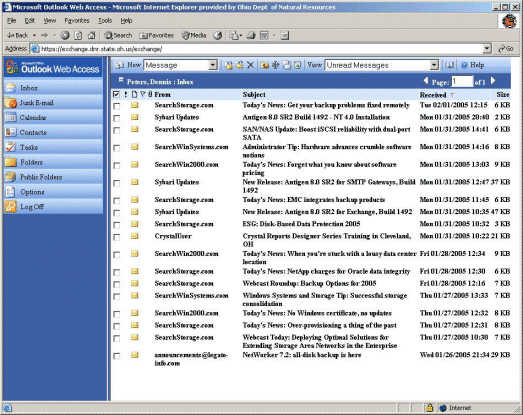 Microsoft Outlook Web Access - Microsoft Internet Explorer provided by Ohio Dept of Natural Resources
File Edit View Favorites Tools Help
Back Search Favorites Media
Address https://exchange.dnr.state.oh.us/exchange/ Go
Outlook Web Access
New Message View Unread Messages Help
Peters, Dennis : Inbox Page: 1 of 1
Inbox
Junk E-mail
Calendar
Contacts
Tasks
Folders
Public Folders
Options
Log Off
From Subject Received Size
SearchStorage.com Today's News: Get your backup problems fixed remotely Tue 02/01/2005 12:15 6 KB
Sybari Updates Antigen 8.0 SR2 Build 1492 - NT 4.0 Installation Mon 01/31/2005 20:40 2 KB
SearchStorage.com SAN/NAS Update: Boost iSCSI reliability with dual-port Mon 01/31/2005 14:41 6 KB
SATA
SearchWinSystems.com Administrator Tip: Hardware advances crumble software Mon 01/31/2005 14:16 8 KB
notions
SearchWin2000.com Today's News: Forget what you know about software Mon 01/31/2005 13:03 9 KB
pricing
Sybari Updates New Release: Antigen 8.0 SR2 for SMTP Gateways, Build Mon 01/31/2005 12:47 37 KB
1492
SearchStorage.com Today's News: EMC integrates backup products Mon 01/31/2005 11:45 6 KB
Sybari Updates New Release: Antigen 8.0 SR2 for Exchange, Build 1492 Mon 01/31/2005 10:35 47 KB
SearchStorage.com ESG: Disk-Based Data Protection 2005 Mon 01/31/2005 10:32 3 KB
CrystalUser Crystal Reports Designer Series Training in Cleveland, Mon 01/31/2005 10:22 21 KB
OH
SearchWin2000.com Today's News: When you're stuck with a lousy data center Fri 01/28/2005 12:34 9 KB
location
SearchStorage.com Today's News: NetApp charges for Oracle data integrity Fri 01/28/2005 12:30 6 KB
SearchStorage.com Webcast Roundup: Backup Options for 2005 Fri 01/28/2005 12:16 7 KB
SearchWinSystems.com Windows Systems and Storage Tip: Successful storage Thu 01/27/2005 13:33 7 KB
consolidation
SearchWin2000.com Today's News: No Windows certificate, no updates Thu 01/27/2005 12:32 8 KB
SearchStorage.com Today's News: Over-provisioning a thing of the past Thu 01/27/2005 12:31 8 KB
SearchStorage.com Webcast Today: Deploying Optimal Solutions for Thu 01/27/2005 10:30 7 KB
Extending Storage Area Networks in the Enterprise
announcements@legato- NetWorker 7.2: all-disk backup is here Wed 01/26/2005 21:34 29 KB
info.com
Internet